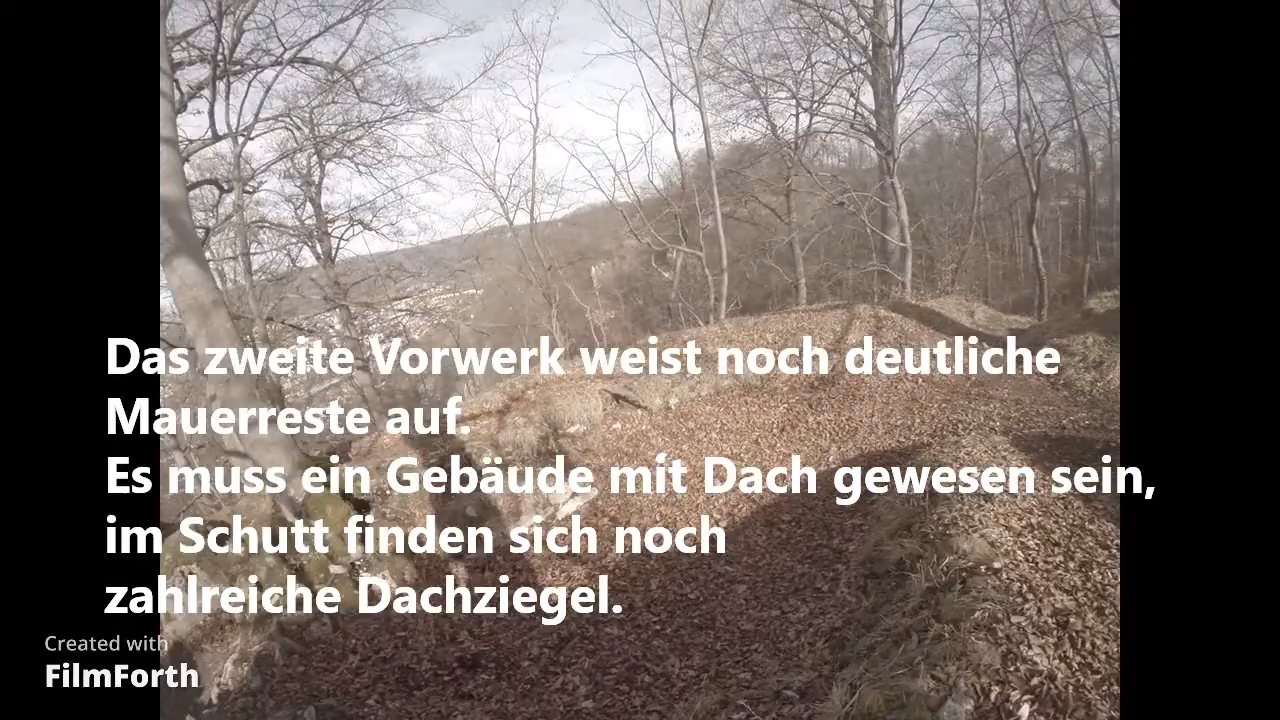 Das zweite Vorwerk weist noch deutliche
Mauerreste auf.
Es muss ein Gebäude mit Dach gewesen sein,
im Schutt finden sich noch
zahlreiche Dachziegel.
Created with
FilmForth